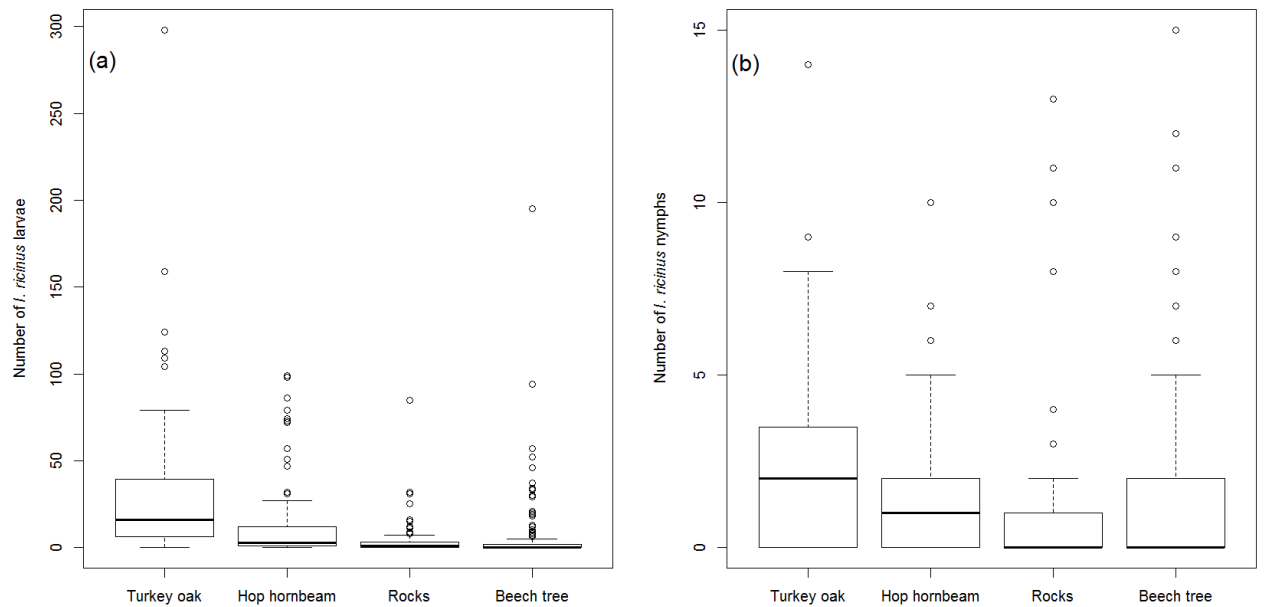 (a)
Number of I. ricinus larvae
300
250
200
150
100
50
0
Turkey oak Hop hornbeam Rocks Beech tree
(b)
Number of I. ricinus nymphs
15
10
5
0
Turkey oak Hop hornbeam Rocks Beech tree